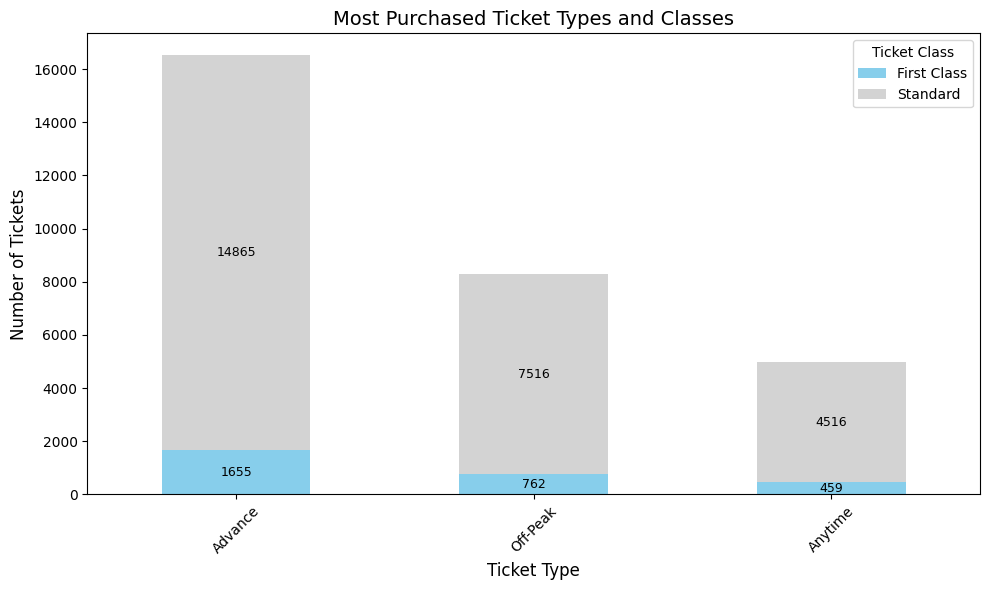 Most Purchased Ticket Types and Classes
Number of Tickets
16000
14000
12000
10000
8000
6000
4000
2000
0
Ticket Class
First Class
Standard
14865
1655
7516
762
4516
459
Advance
Off-Peak
Anytime
Ticket Type